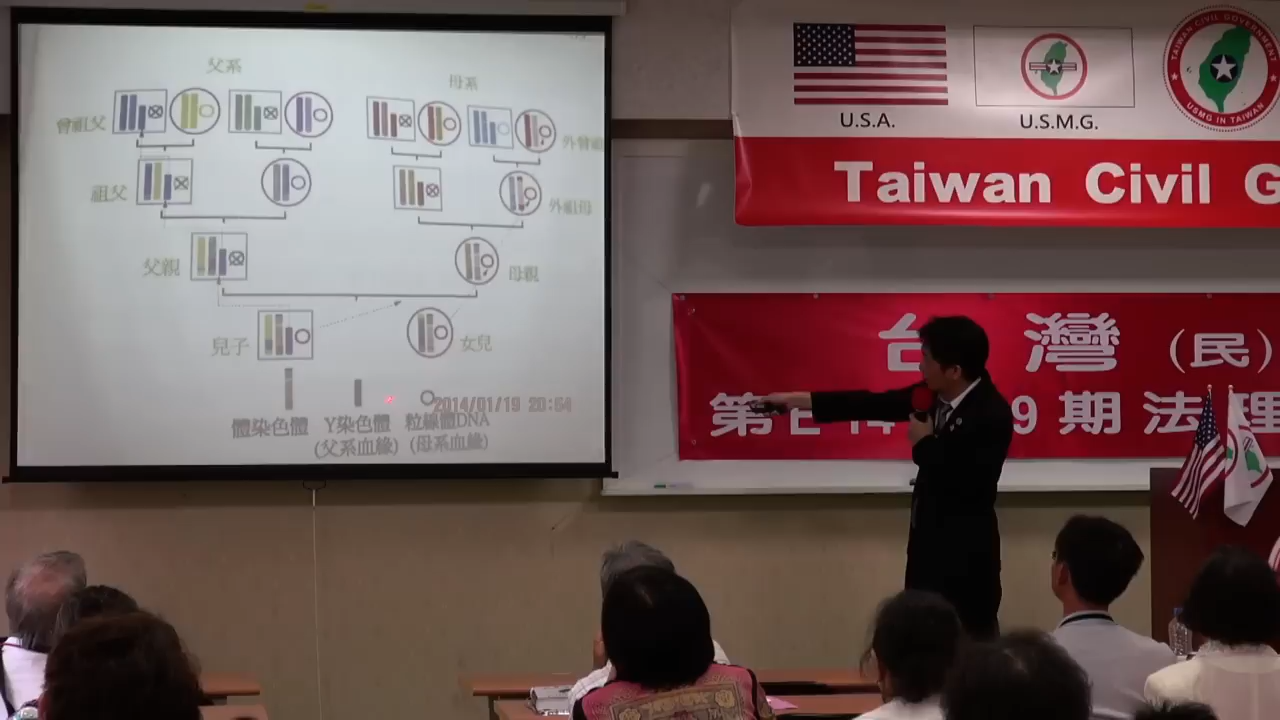 父系
母系
曾祖父
外曾祖
祖父
外祖母
父親
母親
兒子
女兒
體染色體
Y染色體
粒線體DNA
(父系血緣)
(母系血緣)
2014/01/19 20:54
U.S.A.
U.S.M.G.
TAIWAN CIVIL GOVERNMENT
USMG IN TAIWAN
Taiwan Civil G
台灣(民)
第
9期法理